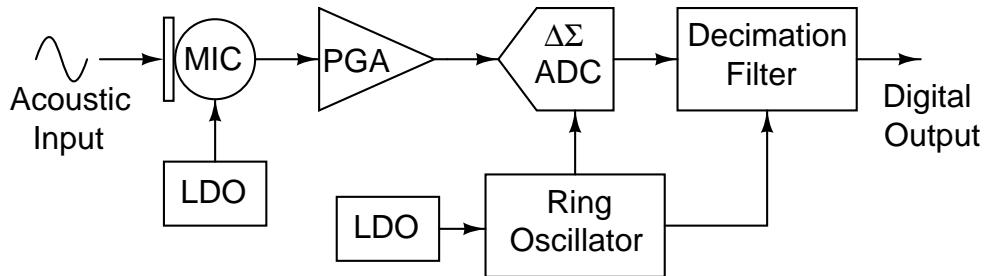 Acoustic
Input
MIC
LDO
PGA
ΔΣ
ADC
Decimation
Filter
Digital
Output
LDO
Ring
Oscillator